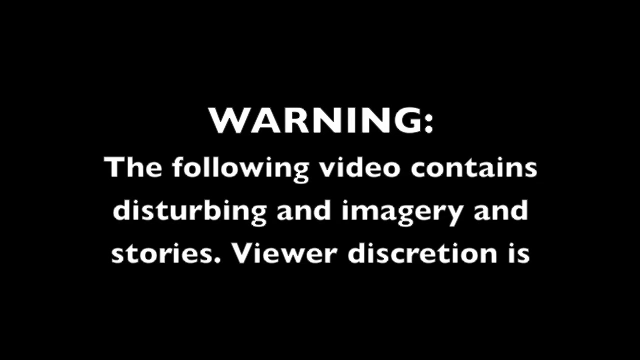 WARNING:
The following video contains
disturbing and imagery and
stories. Viewer discretion is